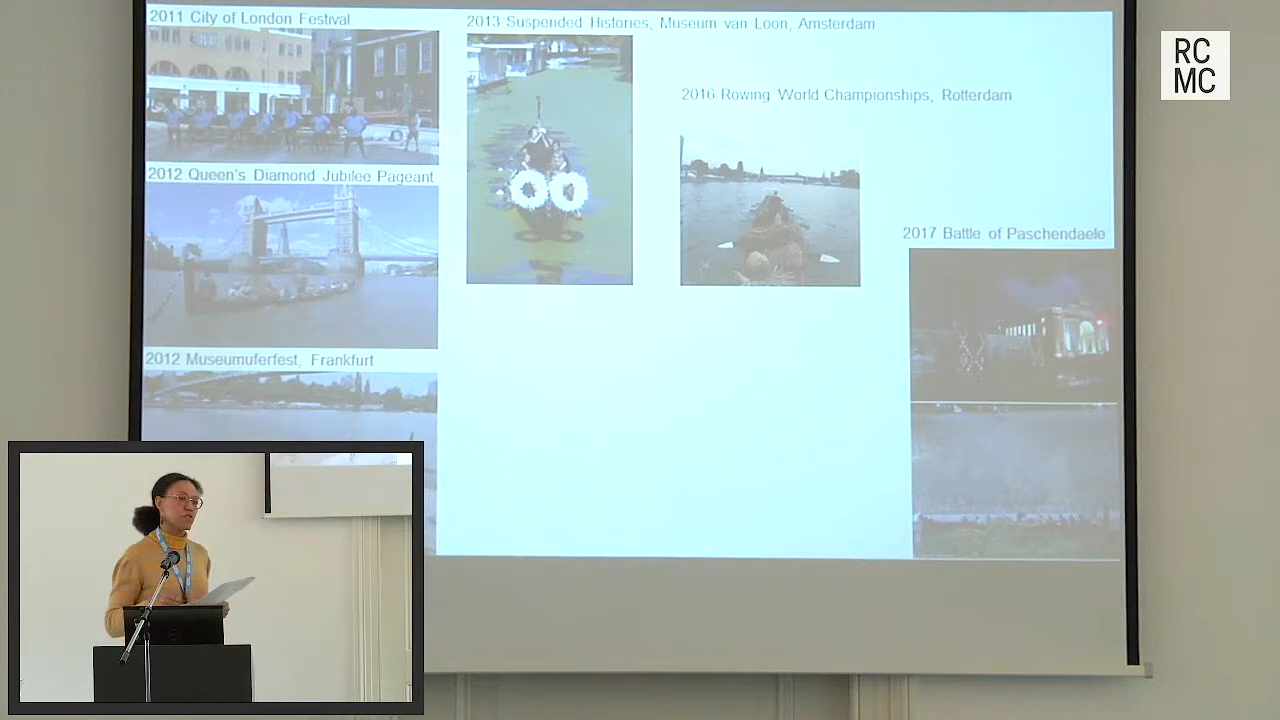 2011 City of London Festival
2013 Suspended Histories, Museum van Loon, Amsterdam
2016 Rowing World Championships, Rotterdam
2012 Queen's Diamond Jubilee Pageant
2017 Battle of Paschendaele
2012 Museumuferfest, Frankfurt
RC
MC